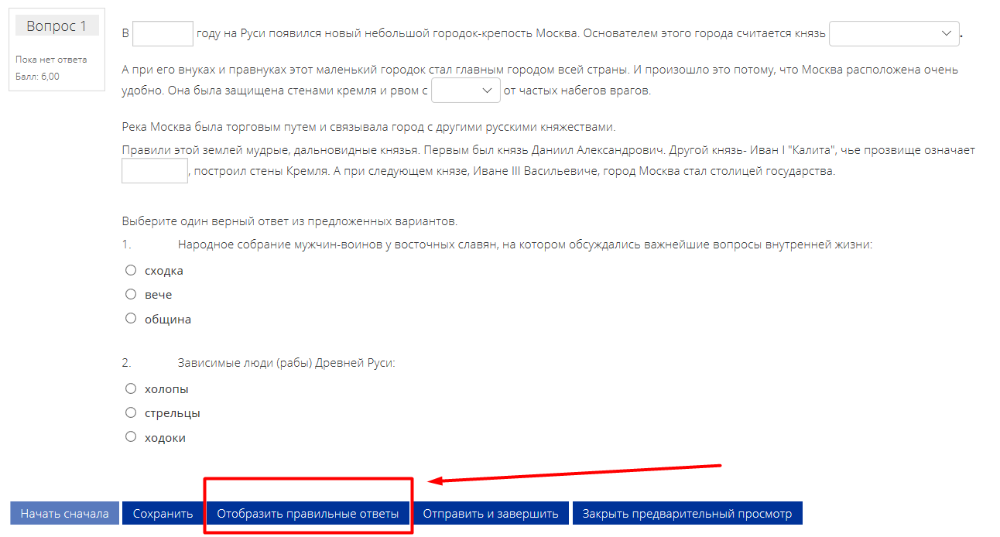 Вопрос 1
Пока нет ответа
Балл: 6,00
В году на Руси появился новый небольшой городок-крепость Москва. Основателем этого города считается князь .
А при его внуках и правнуках этот маленький городок стал главным городом всей страны. И произошло это потому, что Москва расположена очень
удобно. Она была защищена стенами кремля и рвом с от частых набегов врагов.
Река Москва была торговым путем и связывала город с другими русскими княжествами.
Правили этой землей мудрые, дальновидные князья. Первым был князь Даниил Александрович. Другой князь- Иван I "Калита", чье прозвище означает
, построил стены Кремля. А при следующем князе, Иване III Васильевиче, город Москва стал столицей государства.
Выберите один верный ответ из предложенных вариантов.
1. Народное собрание мужчин-воинов у восточных славян, на котором обсуждались важнейшие вопросы внутренней жизни:
сходка
вече
община
2. Зависимые люди (рабы) Древней Руси:
холопы
стрельцы
ходоки
Начать сначала Сохранить Отобразить правильные ответы Отправить и завершить Закрыть предварительный просмотр